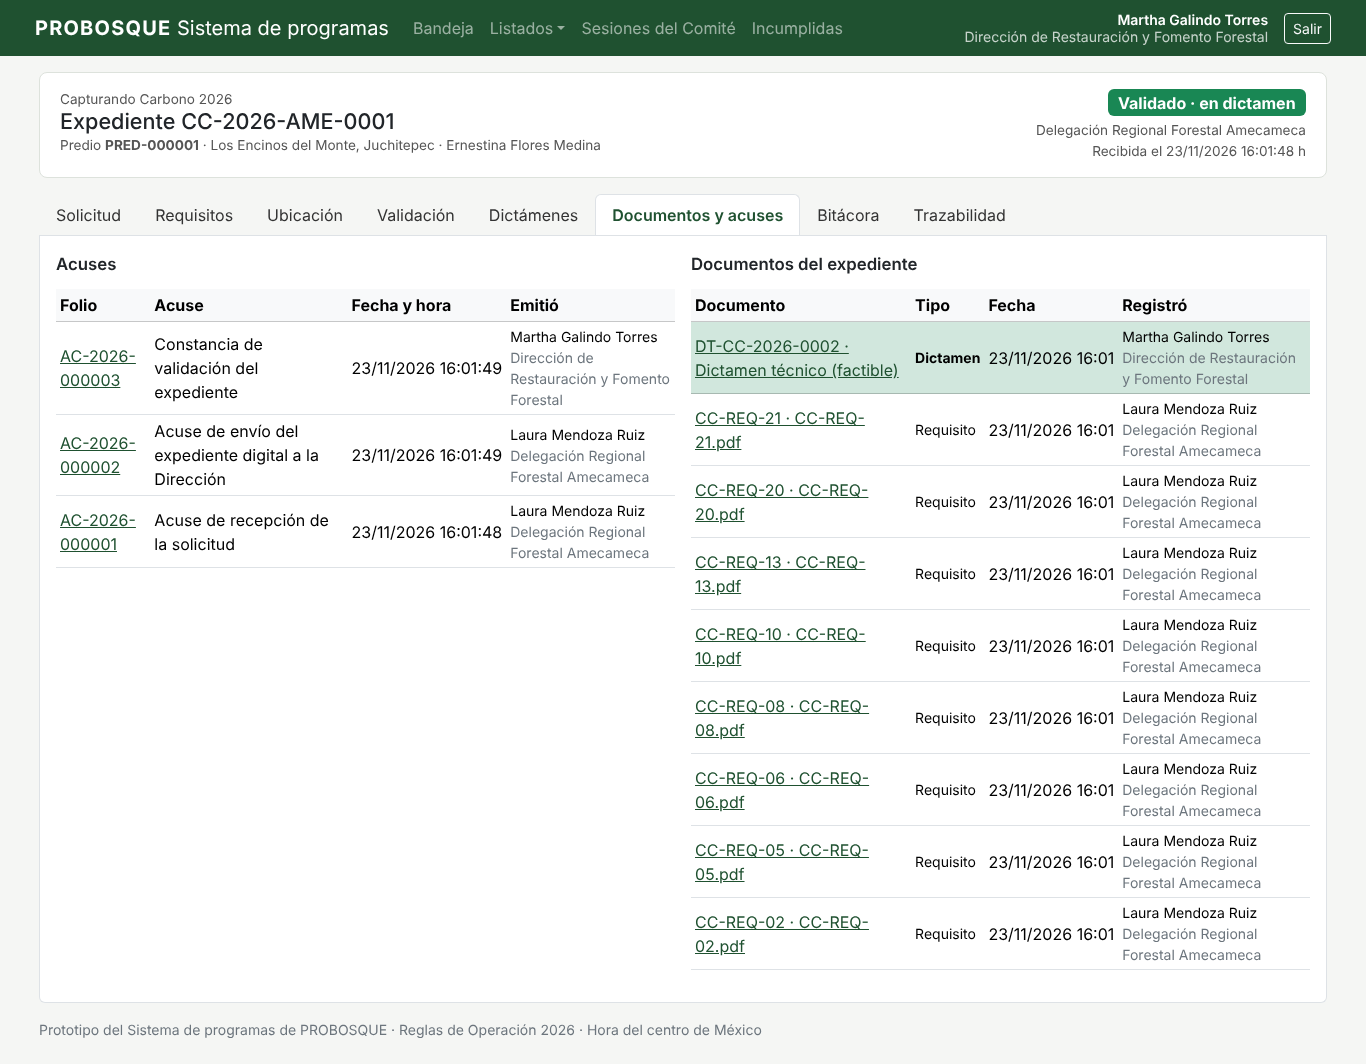 PROBOSQUE Sistema de programas
Bandeja
Listados
Sesiones del Comité
Incumplidas
Martha Galindo Torres
Dirección de Restauración y Fomento Forestal
Salir
Capturando Carbono 2026
Expediente CC-2026-AME-0001
Predio PRED-000001 · Los Encinos del Monte, Juchitepec · Ernestina Flores Medina
Validado · en dictamen
Delegación Regional Forestal Amecameca
Recibida el 23/11/2026 16:01:48 h
Solicitud
Requisitos
Ubicación
Validación
Dictámenes
Documentos y acuses
Bitácora
Trazabilidad
Acuses
Folio
Acuse
Fecha y hora
Emitió
AC-2026-
000003
Constancia de
validación del
expediente
23/11/2026 16:01:49
Martha Galindo Torres
Dirección de
Restauración y Fomento
Forestal
AC-2026-
000002
Acuse de envío del
expediente digital a la
Dirección
23/11/2026 16:01:49
Laura Mendoza Ruiz
Delegación Regional
Forestal Amecameca
AC-2026-
000001
Acuse de recepción de
la solicitud
23/11/2026 16:01:48
Laura Mendoza Ruiz
Delegación Regional
Forestal Amecameca
Documentos del expediente
Documento
Tipo
Fecha
Registró
DT-CC-2026-0002 ·
Dictamen técnico (factible)
Dictamen
23/11/2026 16:01
Martha Galindo Torres
Dirección de Restauración
y Fomento Forestal
CC-REQ-21 · CC-REQ-
21.pdf
Requisito
23/11/2026 16:01
Laura Mendoza Ruiz
Delegación Regional
Forestal Amecameca
CC-REQ-20 · CC-REQ-
20.pdf
Requisito
23/11/2026 16:01
Laura Mendoza Ruiz
Delegación Regional
Forestal Amecameca
CC-REQ-13 · CC-REQ-
13.pdf
Requisito
23/11/2026 16:01
Laura Mendoza Ruiz
Delegación Regional
Forestal Amecameca
CC-REQ-10 · CC-REQ-
10.pdf
Requisito
23/11/2026 16:01
Laura Mendoza Ruiz
Delegación Regional
Forestal Amecameca
CC-REQ-08 · CC-REQ-
08.pdf
Requisito
23/11/2026 16:01
Laura Mendoza Ruiz
Delegación Regional
Forestal Amecameca
CC-REQ-06 · CC-REQ-
06.pdf
Requisito
23/11/2026 16:01
Laura Mendoza Ruiz
Delegación Regional
Forestal Amecameca
CC-REQ-05 · CC-REQ-
05.pdf
Requisito
23/11/2026 16:01
Laura Mendoza Ruiz
Delegación Regional
Forestal Amecameca
CC-REQ-02 · CC-REQ-
02.pdf
Requisito
23/11/2026 16:01
Laura Mendoza Ruiz
Delegación Regional
Forestal Amecameca
Prototipo del Sistema de programas de PROBOSQUE · Reglas de Operación 2026 · Hora del centro de México